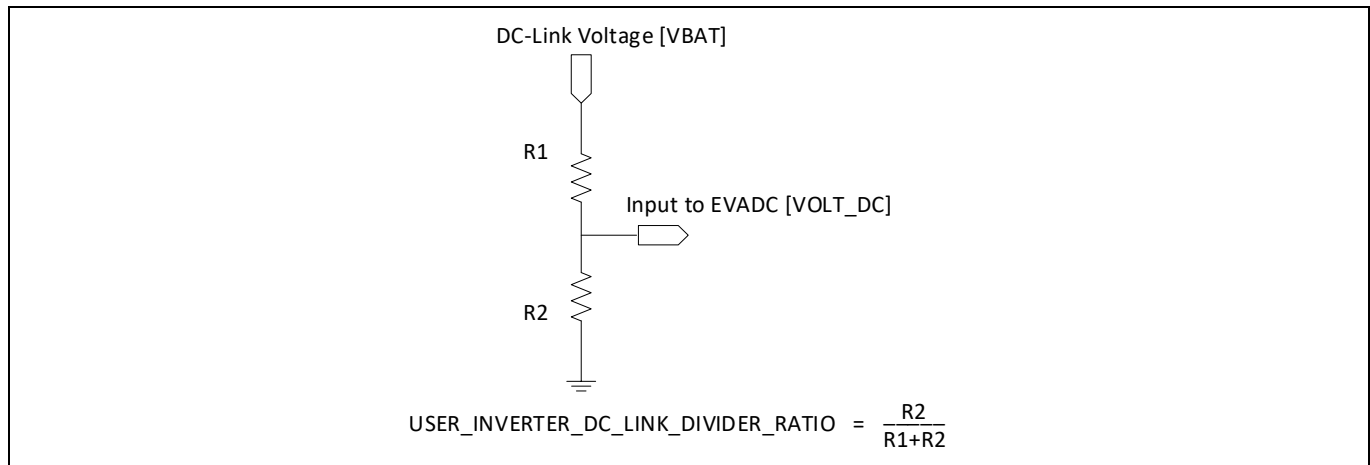 DC-Link Voltage [VBAT]
R1
Input to EVADC [VOLT_DC]
R2
USER_INVERTER_DC_LINK_DIVIDER_RATIO = R2
R1+R2